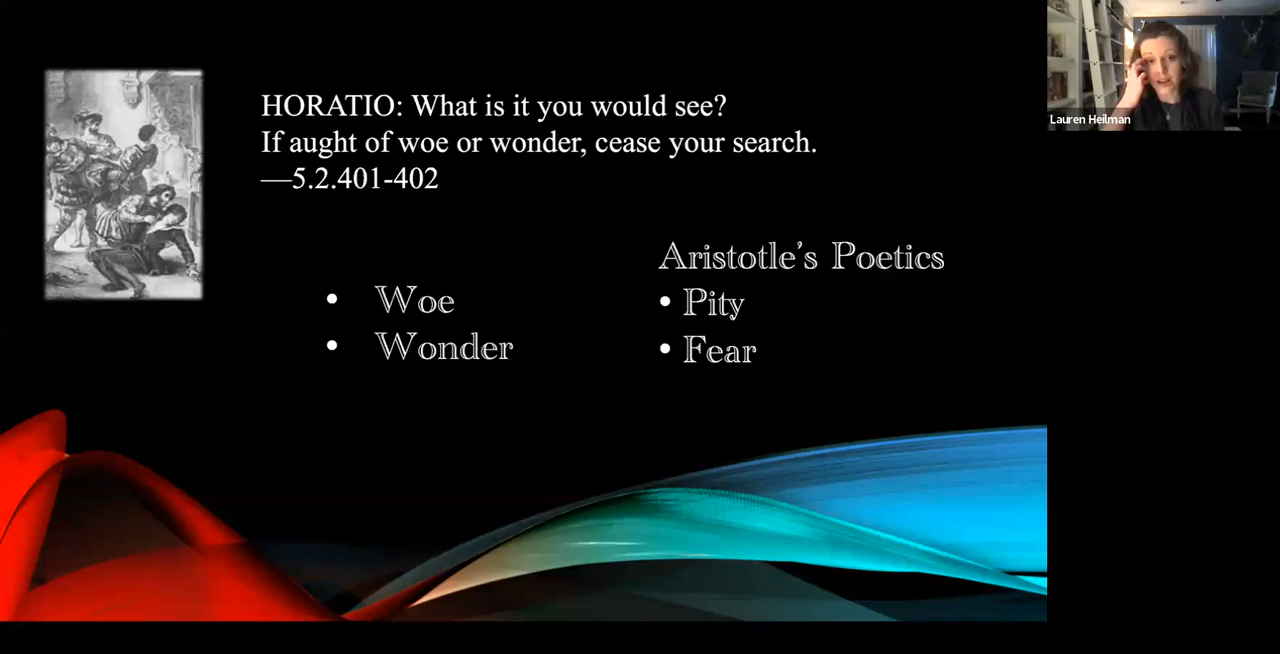 HORATIO: What is it you would see?
If aught of woe or wonder, cease your search.
—5.2.401-402
• Woe
• Wonder
Aristotle’s Poetics
• Pity
• Fear
Lauren Heilman